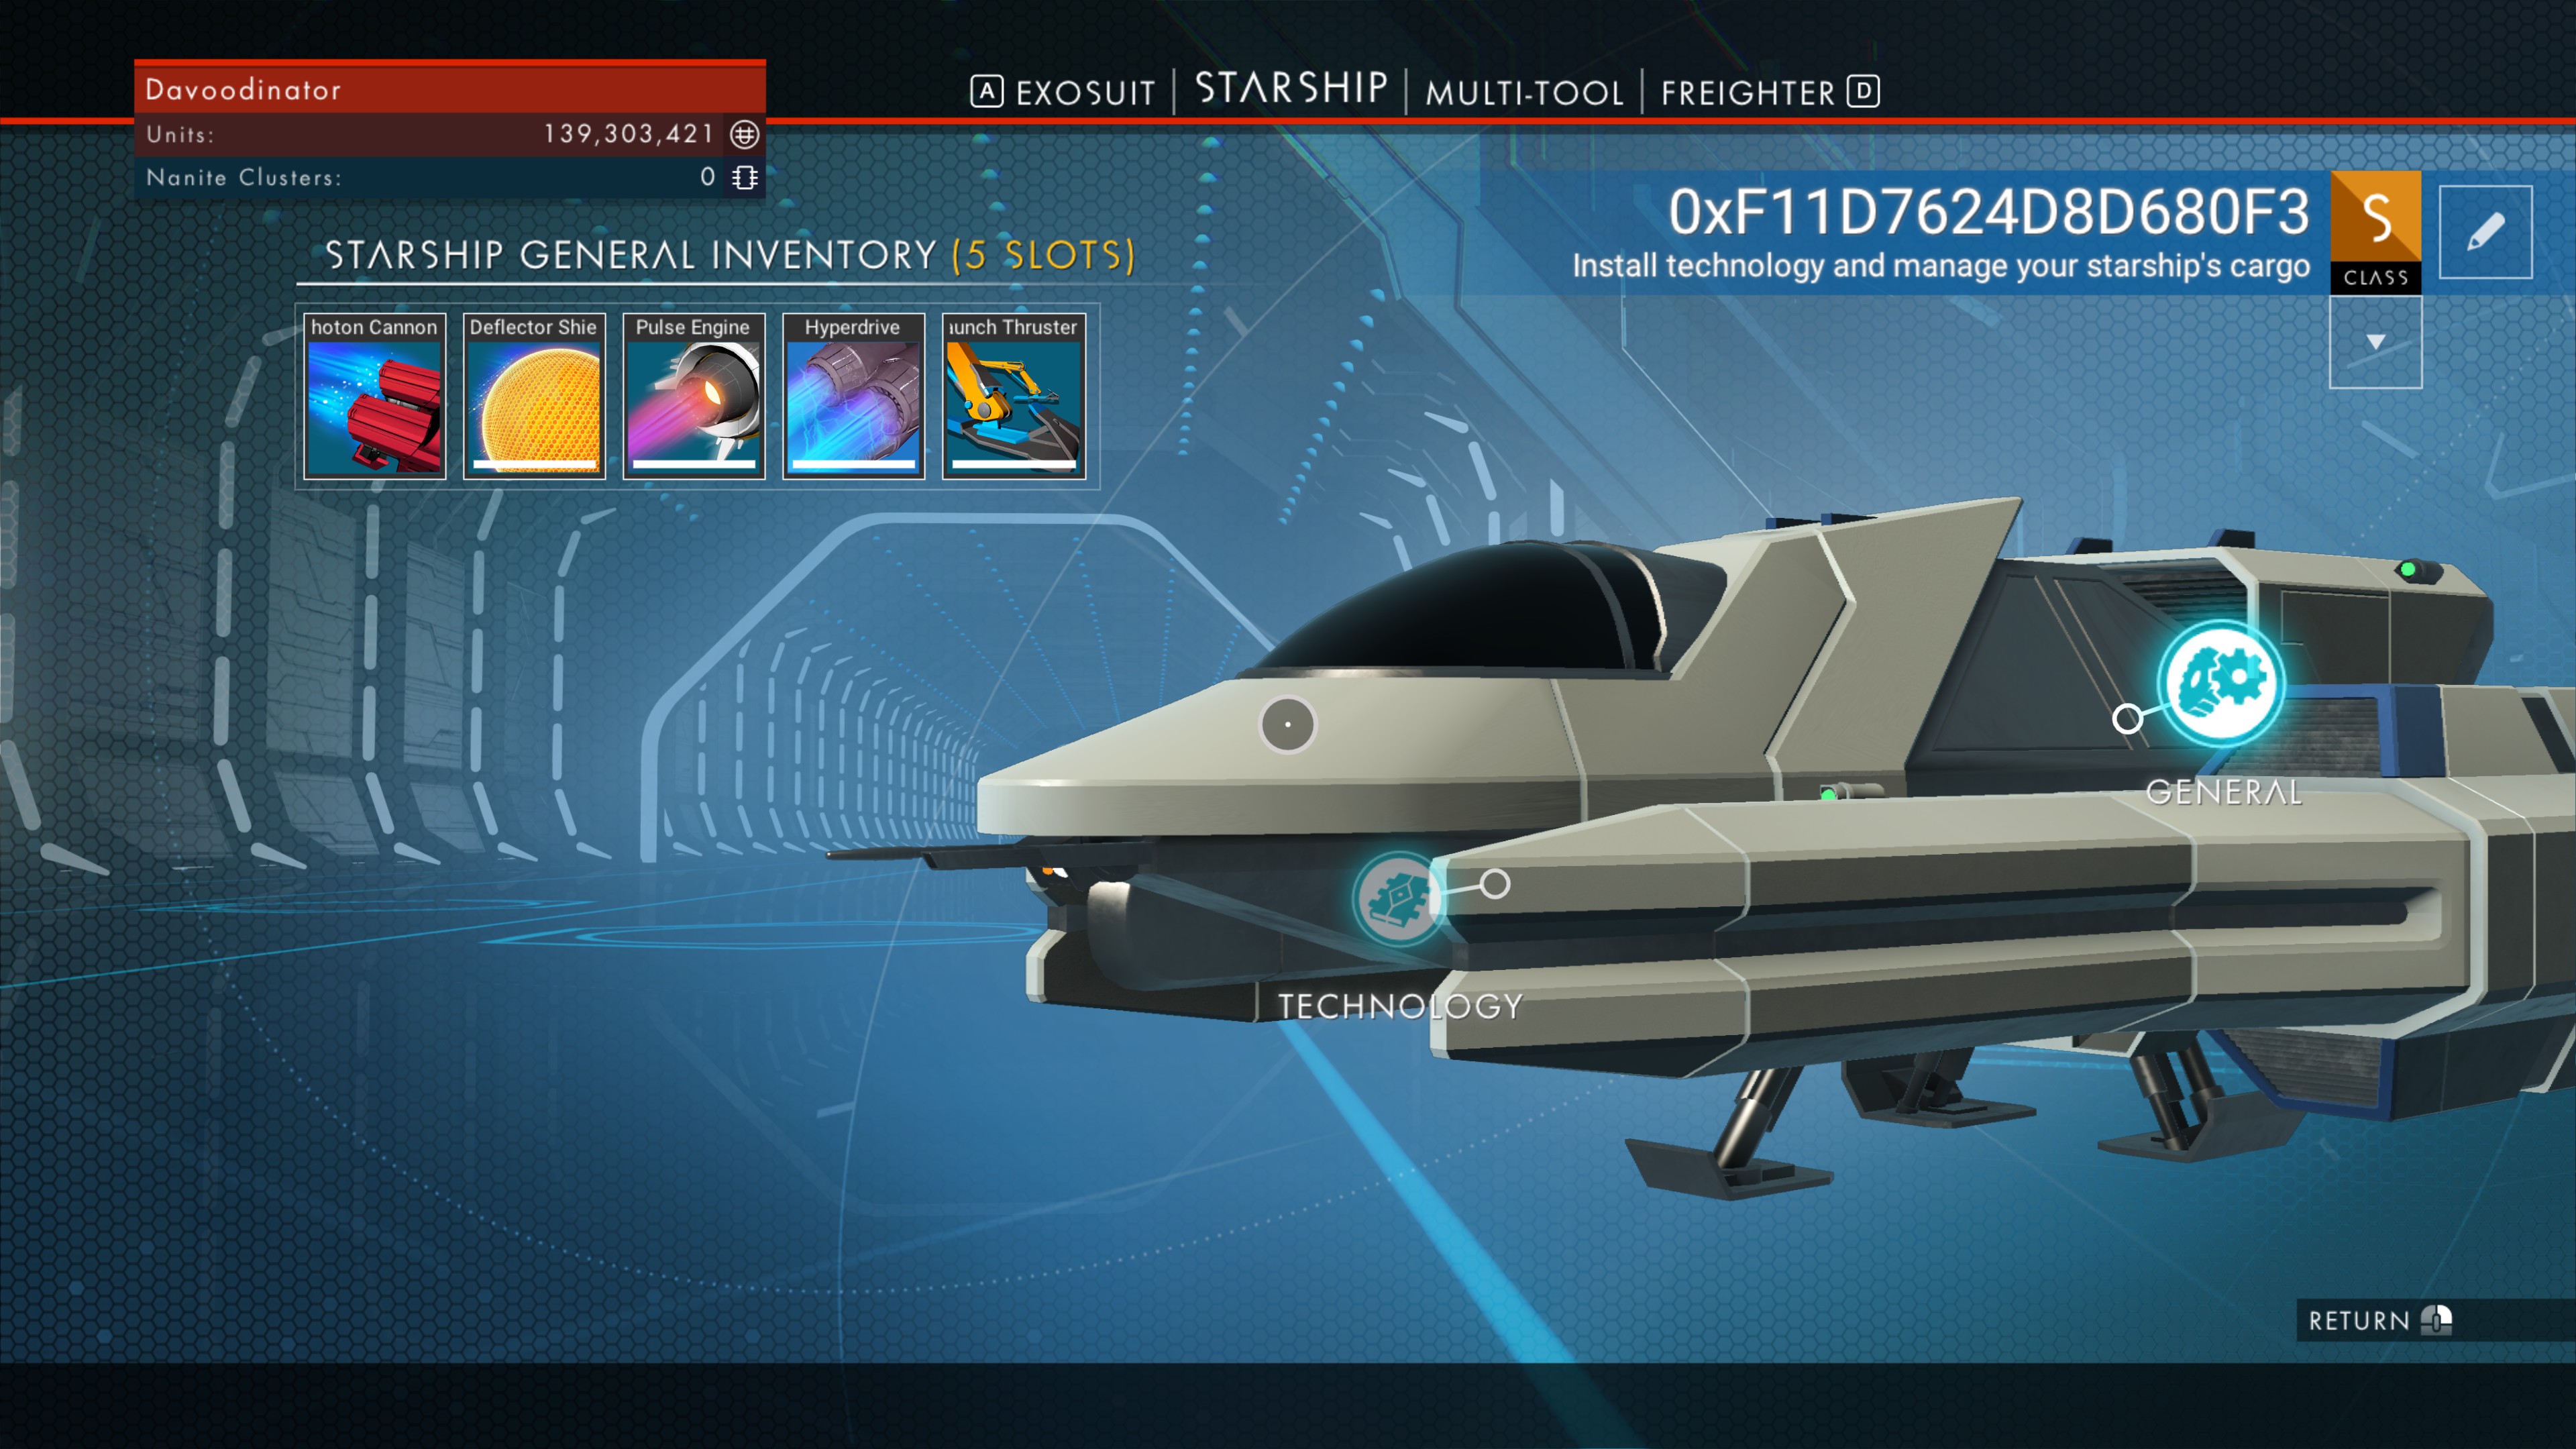 Davoodinator
Units: 139,303,421
Nanite Clusters: 0
A EXOSUIT STARSHIP MULTI-TOOL FREIGHTER D
0xF11D7624D8D680F3
Install technology and manage your starship's cargo
S
CLASS
STARSHIP GENERAL INVENTORY (5 SLOTS)
hoton Cannon Deflector Shie Pulse Engine Hyperdrive aunch Thruster
GENERAL
TECHNOLOGY
RETURN